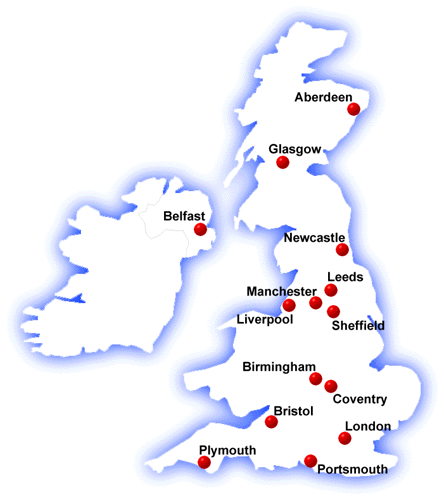 Aberdeen
Glasgow
Belfast
Newcastle
Leeds
Manchester
Liverpool
Sheffield
Birmingham
Coventry
Bristol
London
Plymouth
Portsmouth